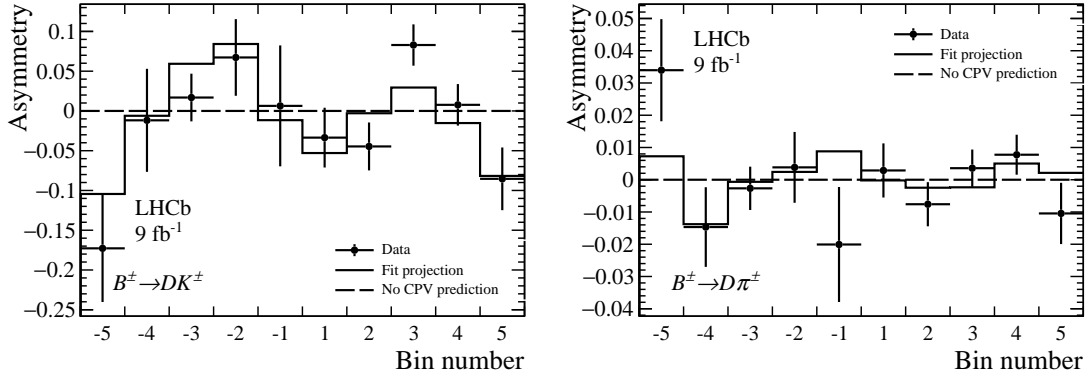 Asymmetry
0.1
0.05
0
−0.05
−0.1
−0.15
−0.2
−0.25
LHCb
9 fb-1
B±→DK±
Data
Fit projection
No CPV prediction
-5 -4 -3 -2 -1 1 2 3 4 5
Bin number
Asymmetry
0.05
0.04
0.03
0.02
0.01
0
−0.01
−0.02
−0.03
−0.04
LHCb
9 fb-1
Data
Fit projection
No CPV prediction
B±→Dπ±
-5 -4 -3 -2 -1 1 2 3 4 5
Bin number